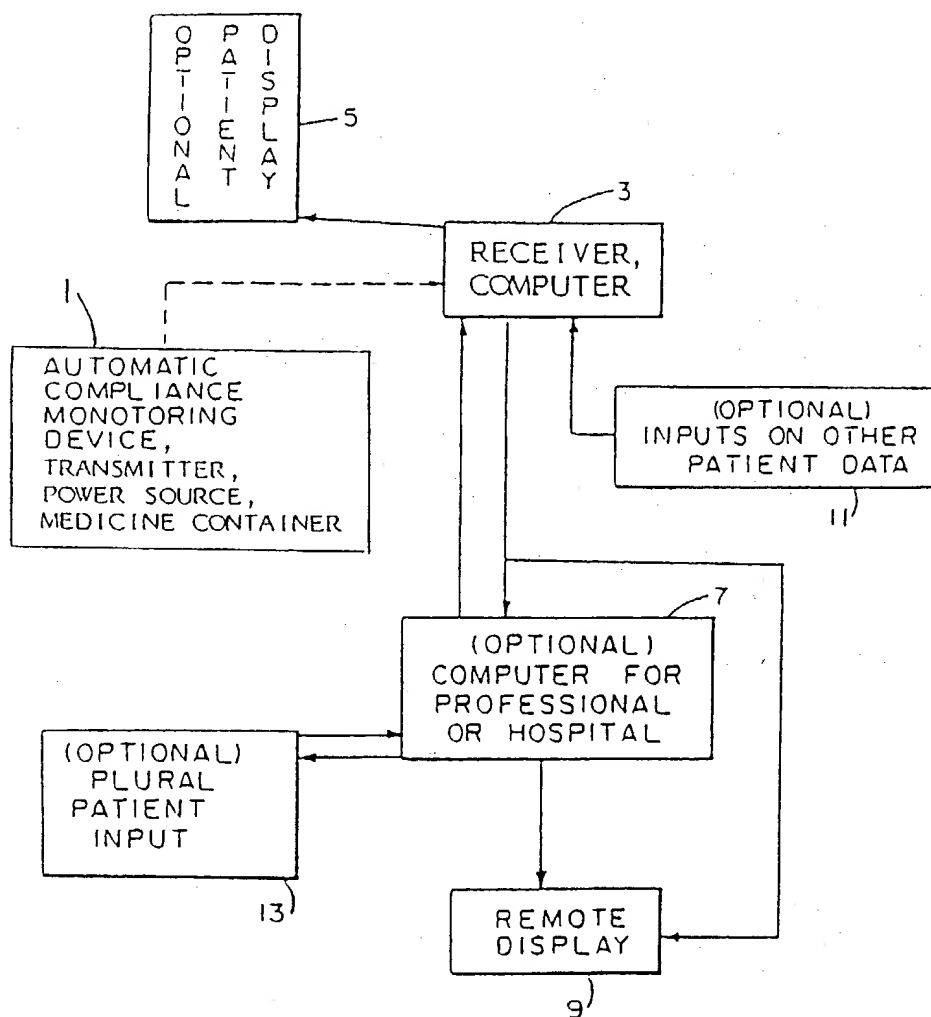 OPTIONAL
PATIENT
DISPLAY
5
3
RECEIVER,
COMPUTER
1
AUTOMATIC
COMPLIANCE
MONOTORING
DEVICE,
TRANSMITTER,
POWER SOURCE,
MEDICINE CONTAINER
(OPTIONAL)
INPUTS ON OTHER
PATIENT DATA
11
7
(OPTIONAL)
COMPUTER FOR
PROFESSIONAL
OR HOSPITAL
(OPTIONAL)
PLURAL
PATIENT
INPUT
13
REMOTE
DISPLAY
9